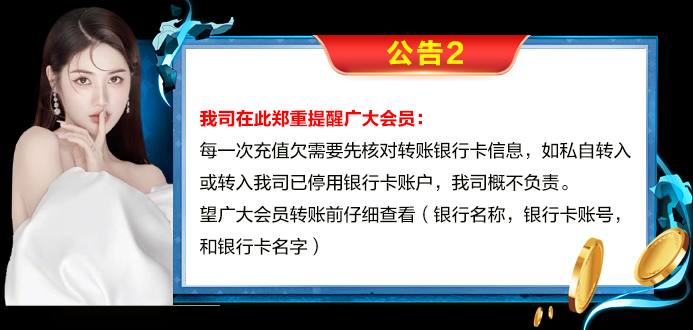 公告2
我司在此郑重提醒广大会员：
每一次充值欠需要先核对转账银行卡信息，如私自转入
或转入我司已停用银行卡账户，我司概不负责。
望广大会员转账前仔细查看（银行名称，银行卡账号，
和银行卡名字）